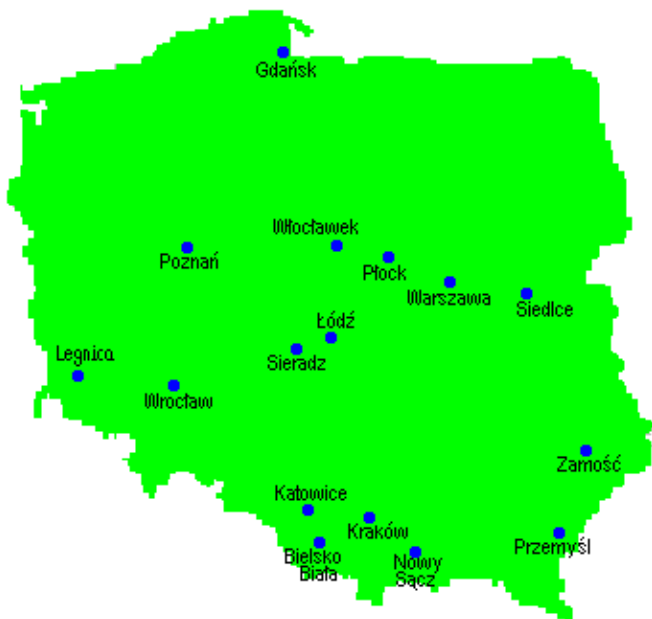 Gdańsk
Włocławek
Poznań
Płock
Warszawa
Siedlce
Łódź
Sieradz
Legnica
Wrocław
Zamość
Katowice
Kraków
Przemyśl
Bielsko
Biała
Nowy
Sącz